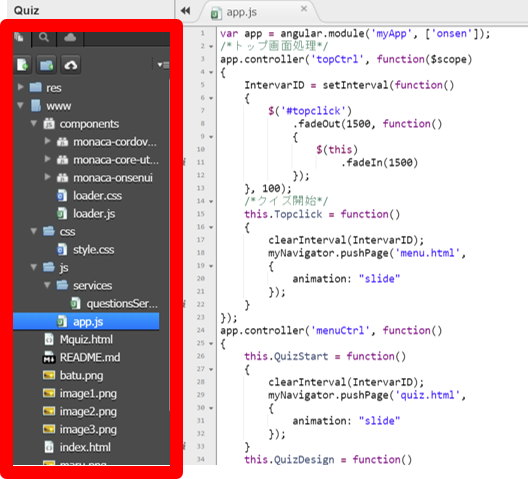 Quiz
app.js
res
www
components
monaca-cordov...
monaca-core-ut...
monaca-onsenui
loader.css
loader.js
css
style.css
js
services
questionsSer...
app.js
Mquiz.html
README.md
batu.png
image1.png
image2.png
image3.png
index.html
maru.png
1 var app = angular.module('myApp', ['onsen']);
2 /*トップ画面処理*/
3 app.controller('topCtrl', function($scope)
4 {
5 IntervarID = setInterval(function()
6 {
7 $('#topclick')
8 .fadeOut(1500, function()
9 {
10 $(this)
11 .fadeIn(1500)
12 });
13 }, 100);
14 /*クイズ開始*/
15 this.Topclick = function()
16 {
17 clearInterval(IntervarID);
18 myNavigator.pushPage('menu.html',
19 {
20 animation: "slide"
21 });
22 }
23 });
24 app.controller('menuCtrl', function()
25 {
26 this.QuizStart = function()
27 {
28 clearInterval(IntervarID);
29 myNavigator.pushPage('quiz.html',
30 {
31 animation: "slide"
32 });
33 }
34 this.QuizDesign = function()